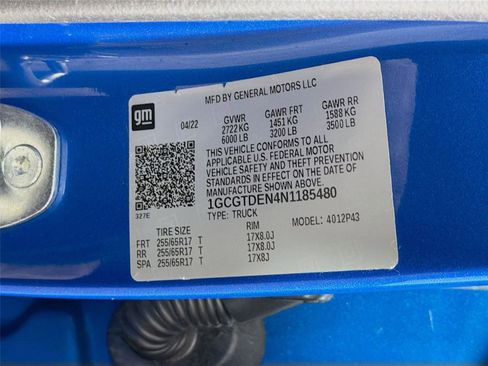 MFD BY GENERAL MOTORS LLC
gm
04/22 GVWR GAWR FRT GAWR RR
2722 KG 1451 KG 1588 KG
6000 LB 3200 LB 3500 LB
THIS VEHICLE CONFORMS TO ALL
APPLICABLE U.S. FEDERAL MOTOR
VEHICLE SAFETY AND THEFT PREVENTION
STANDARDS IN EFFECT ON THE DATE OF
MANUFACTURE SHOWN ABOVE.
1GCGTDEN4N1185480
327E TYPE: TRUCK
MODEL: 4012P43
TIRE SIZE RIM
FRT 255/65R17 T 17X8.0J
RR 255/65R17 T 17X8.0J
SPA 255/65R17 T 17X8J